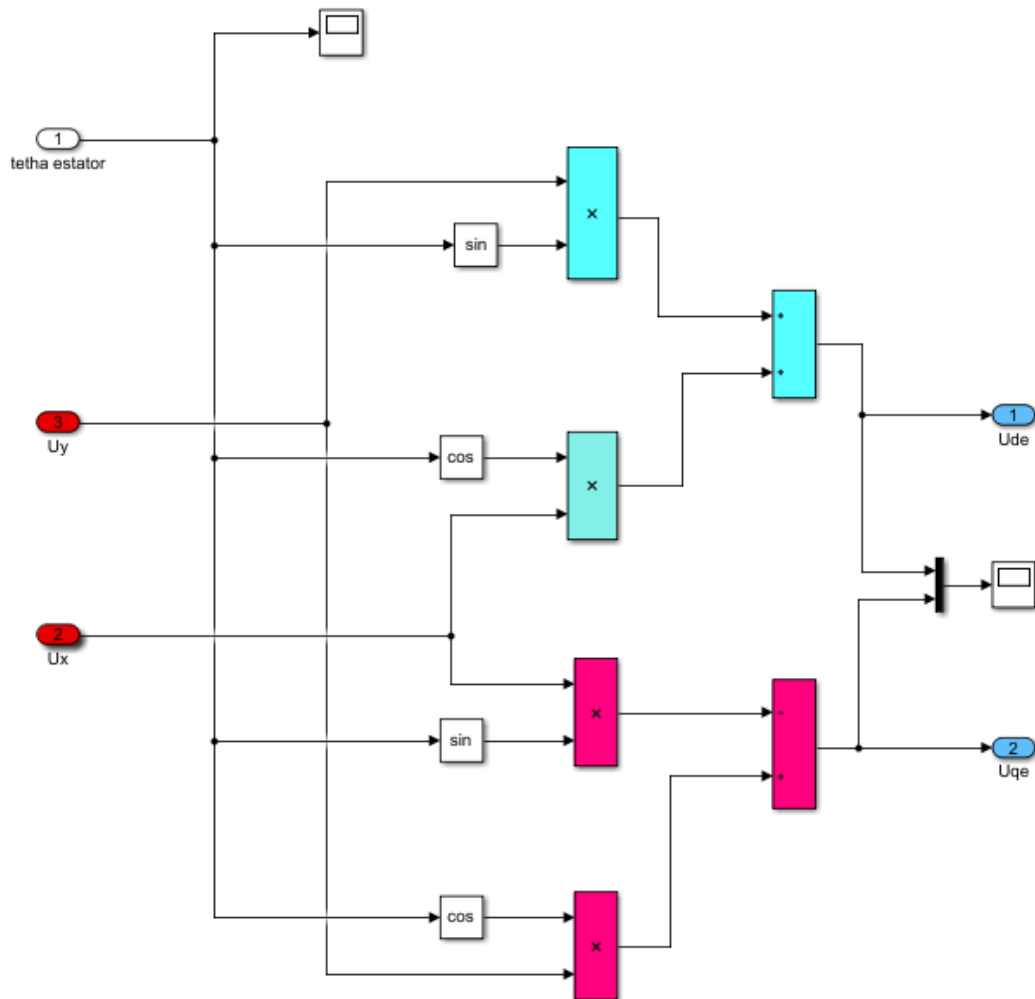 1
tetha estator
×
sin
+
+
3
Uy
1
Ude
cos
×
2
Ux
×
-
sin
+
2
Uqe
cos
×